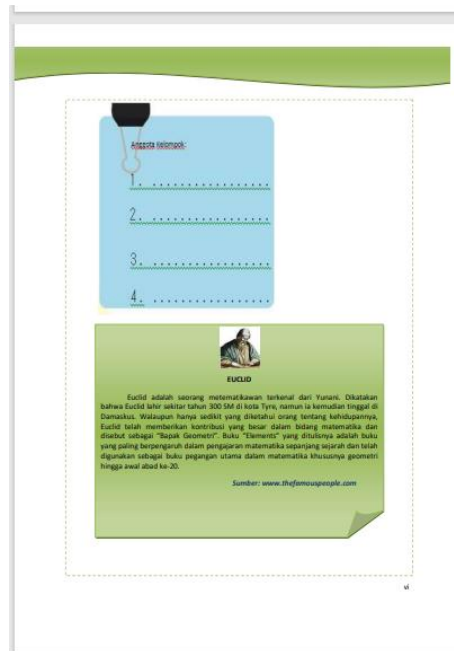 Anggota Kelompok:
1. ..................
2. ..................
3. ..................
4. ..................
EUCLID
Euclid adalah seorang metematikawan terkenal dari Yunani. Dikatakan
bahwa Euclid lahir sekitar tahun 300 SM di kota Tyre, namun ia kemudian tinggal di
Damaskus. Walaupun hanya sedikit yang diketahui orang tentang kehidupannya,
Euclid telah memberikan kontribusi yang besar dalam bidang matematika dan
disebut sebagai "Bapak Geometri". Buku "Elements" yang ditulisnya adalah buku
yang paling berpengaruh dalam pengajaran matematika sepanjang sejarah dan telah
digunakan sebagai buku pegangan utama dalam matematika khususnya geometri
hingga awal abad ke-20.
Sumber: www.thefamouspeople.com
vi